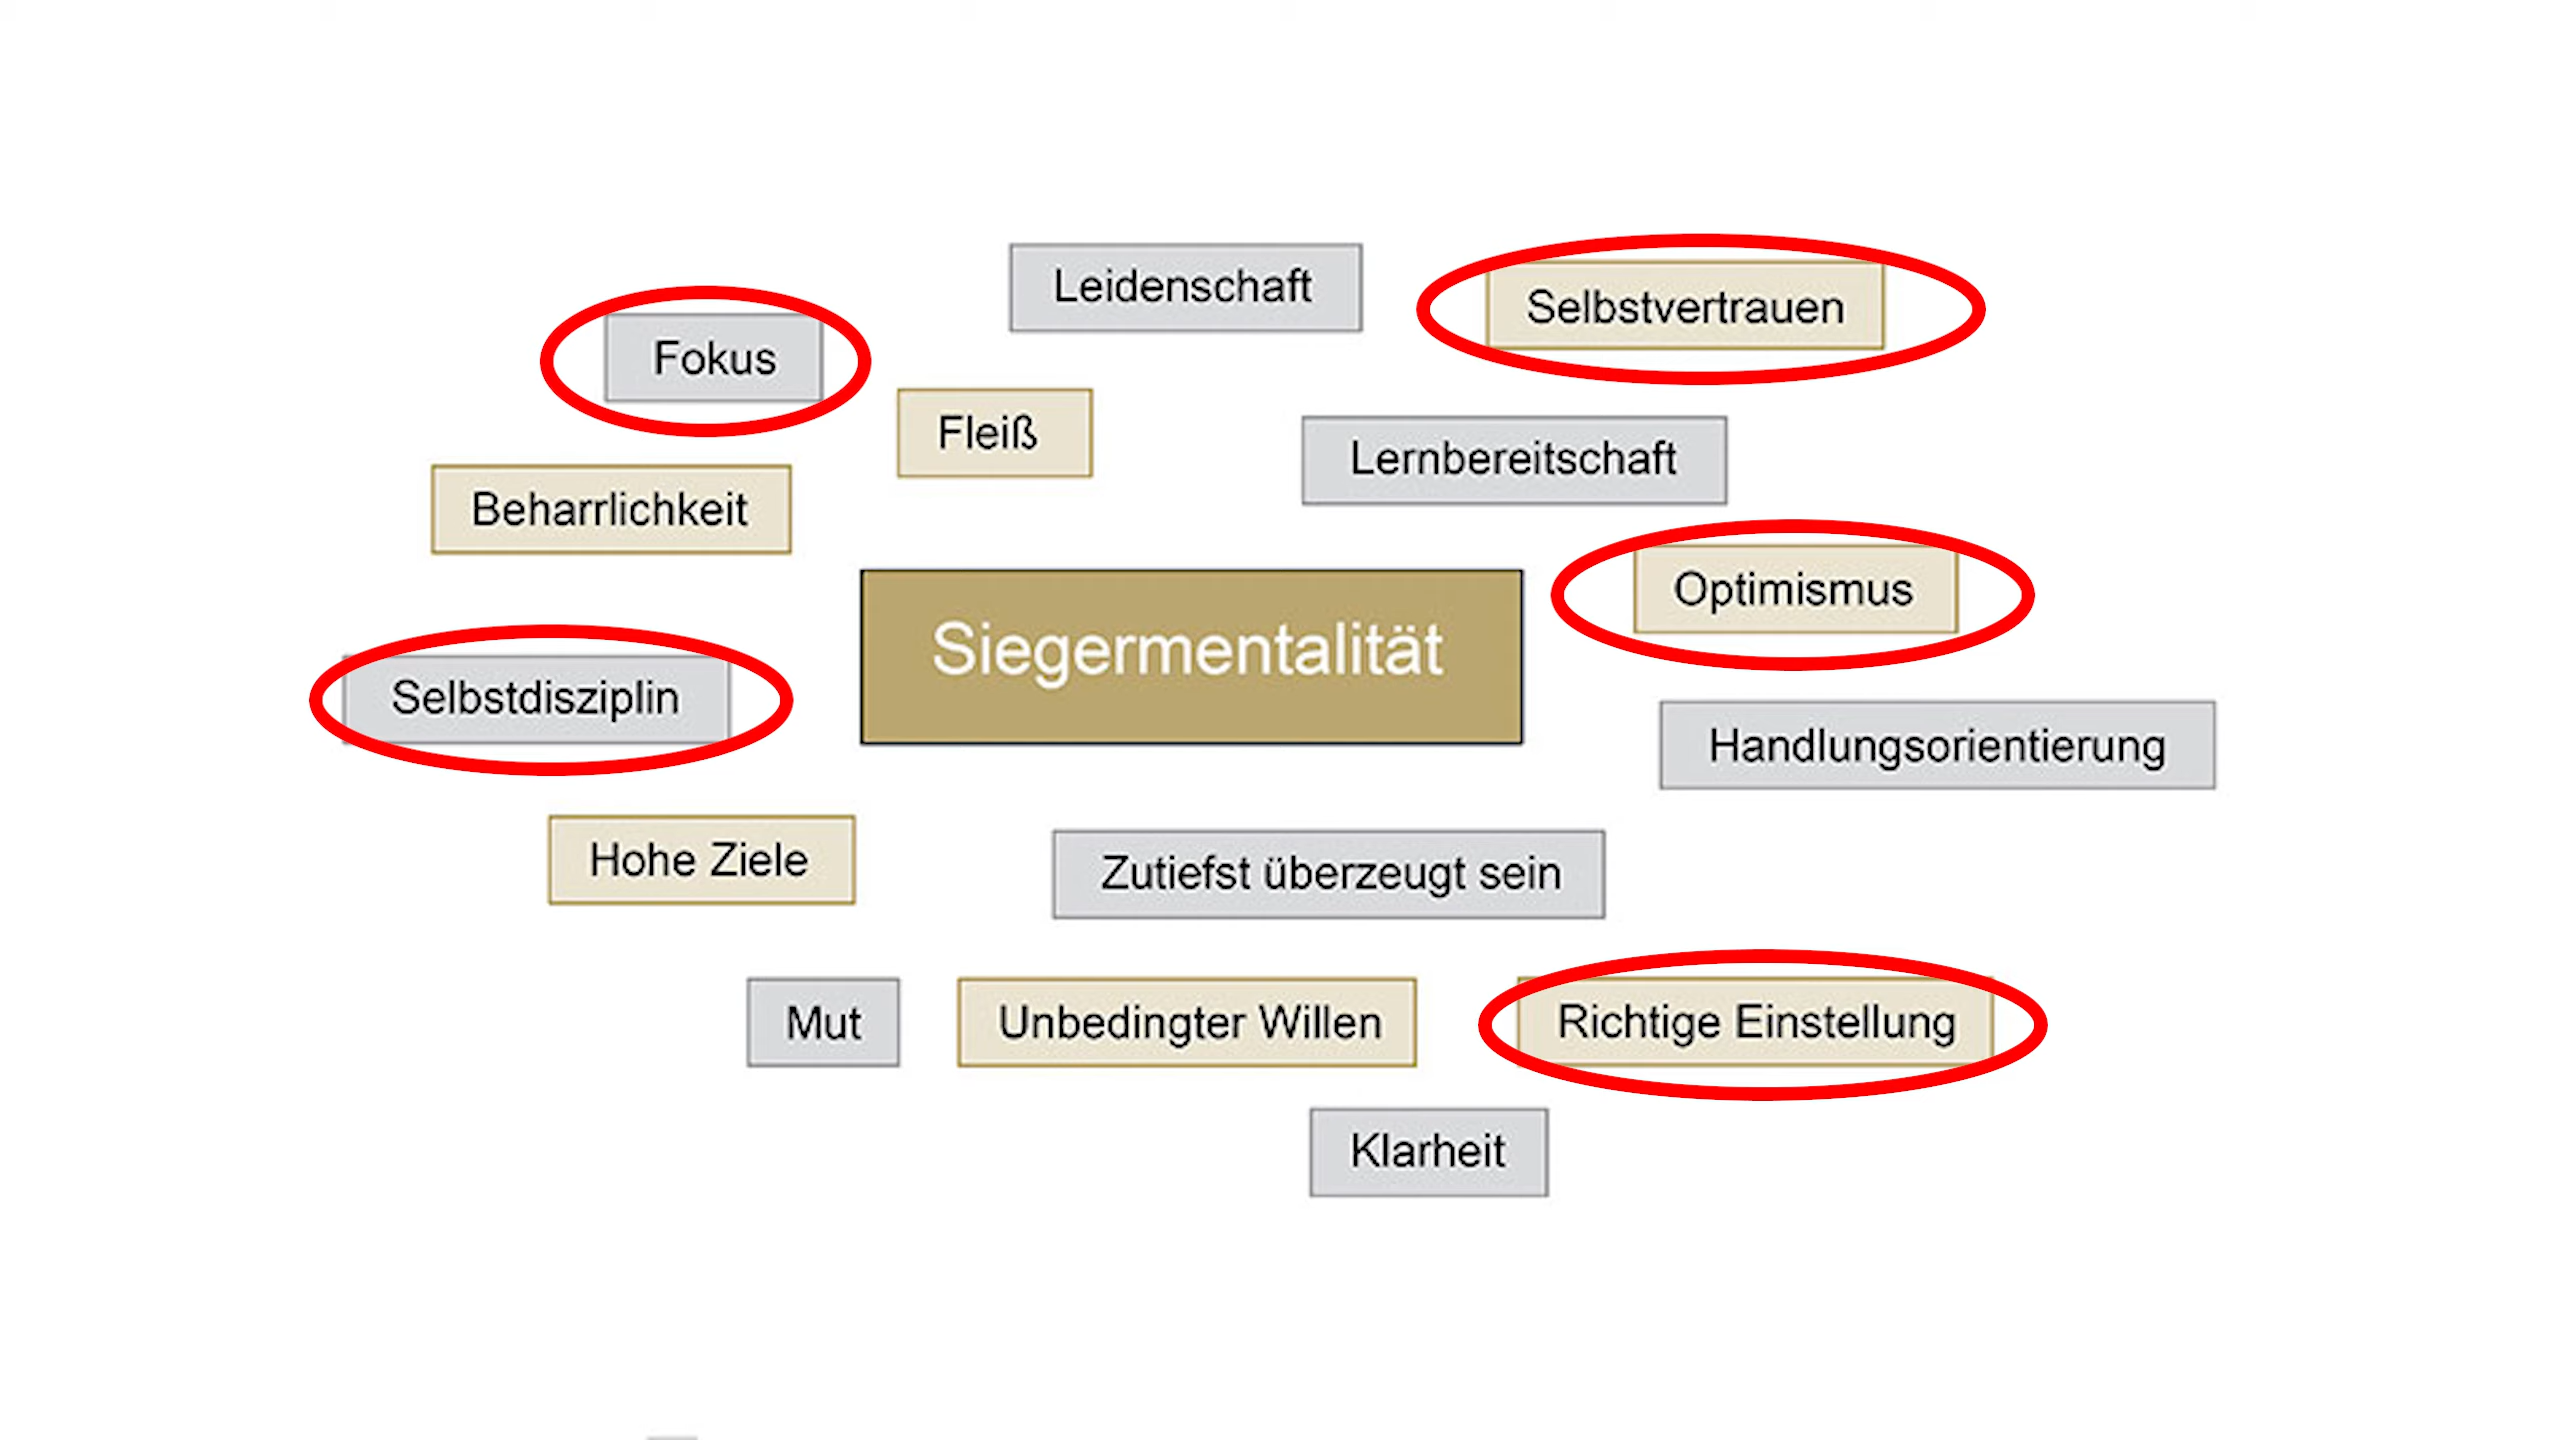 Leidenschaft
Selbstvertrauen
Fokus
Fleiß
Lernbereitschaft
Beharrlichkeit
Optimismus
Siegermentalität
Selbstdisziplin
Handlungsorientierung
Hohe Ziele
Zutiefst überzeugt sein
Mut
Unbedingter Willen
Richtige Einstellung
Klarheit